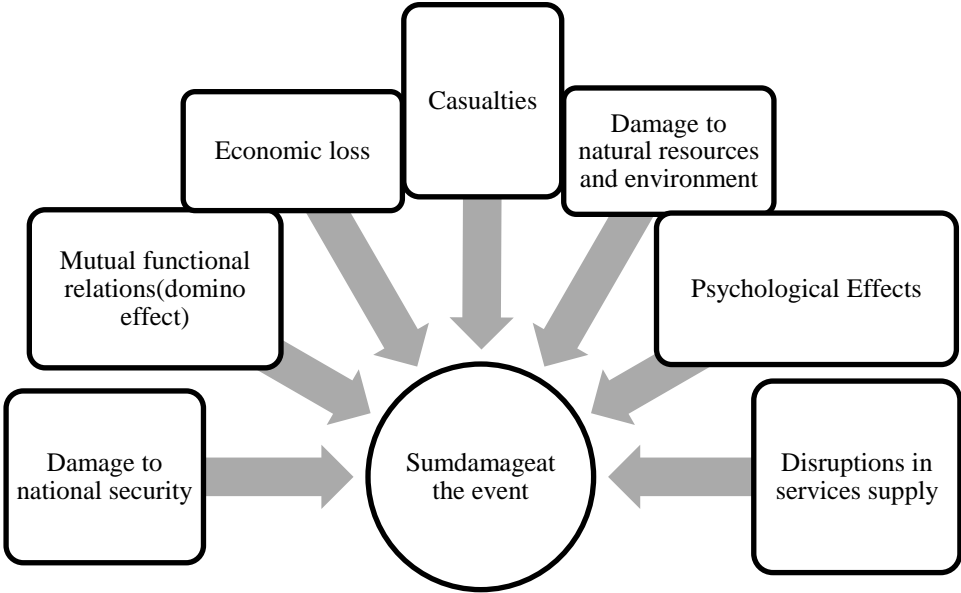 Casualties
Economic loss
Damage to
natural resources
and environment
Mutual functional
relations(domino
effect)
Psychological Effects
Damage to
national security
Sumdamageat
the event
Disruptions in
services supply